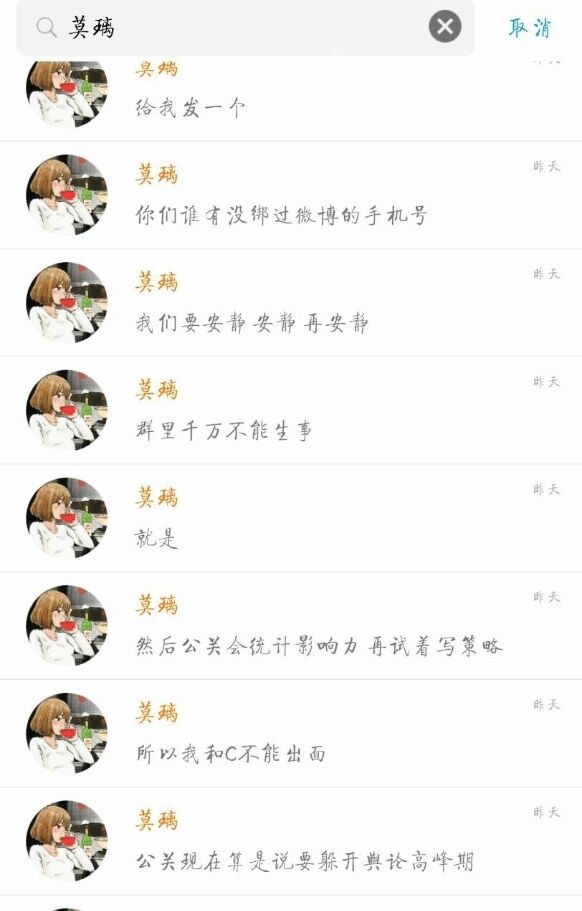 莫璃
取消
莫璃
昨天
给我发一个
莫璃
昨天
你们谁有没绑过微博的手机号
莫璃
昨天
我们要安静 安静 再安静
莫璃
昨天
群里千万不能生事
莫璃
昨天
就是
莫璃
昨天
然后公关会统计影响力 再试着写策略
莫璃
昨天
所以我和C不能出面
莫璃
昨天
公关现在算是说要躲开舆论高峰期